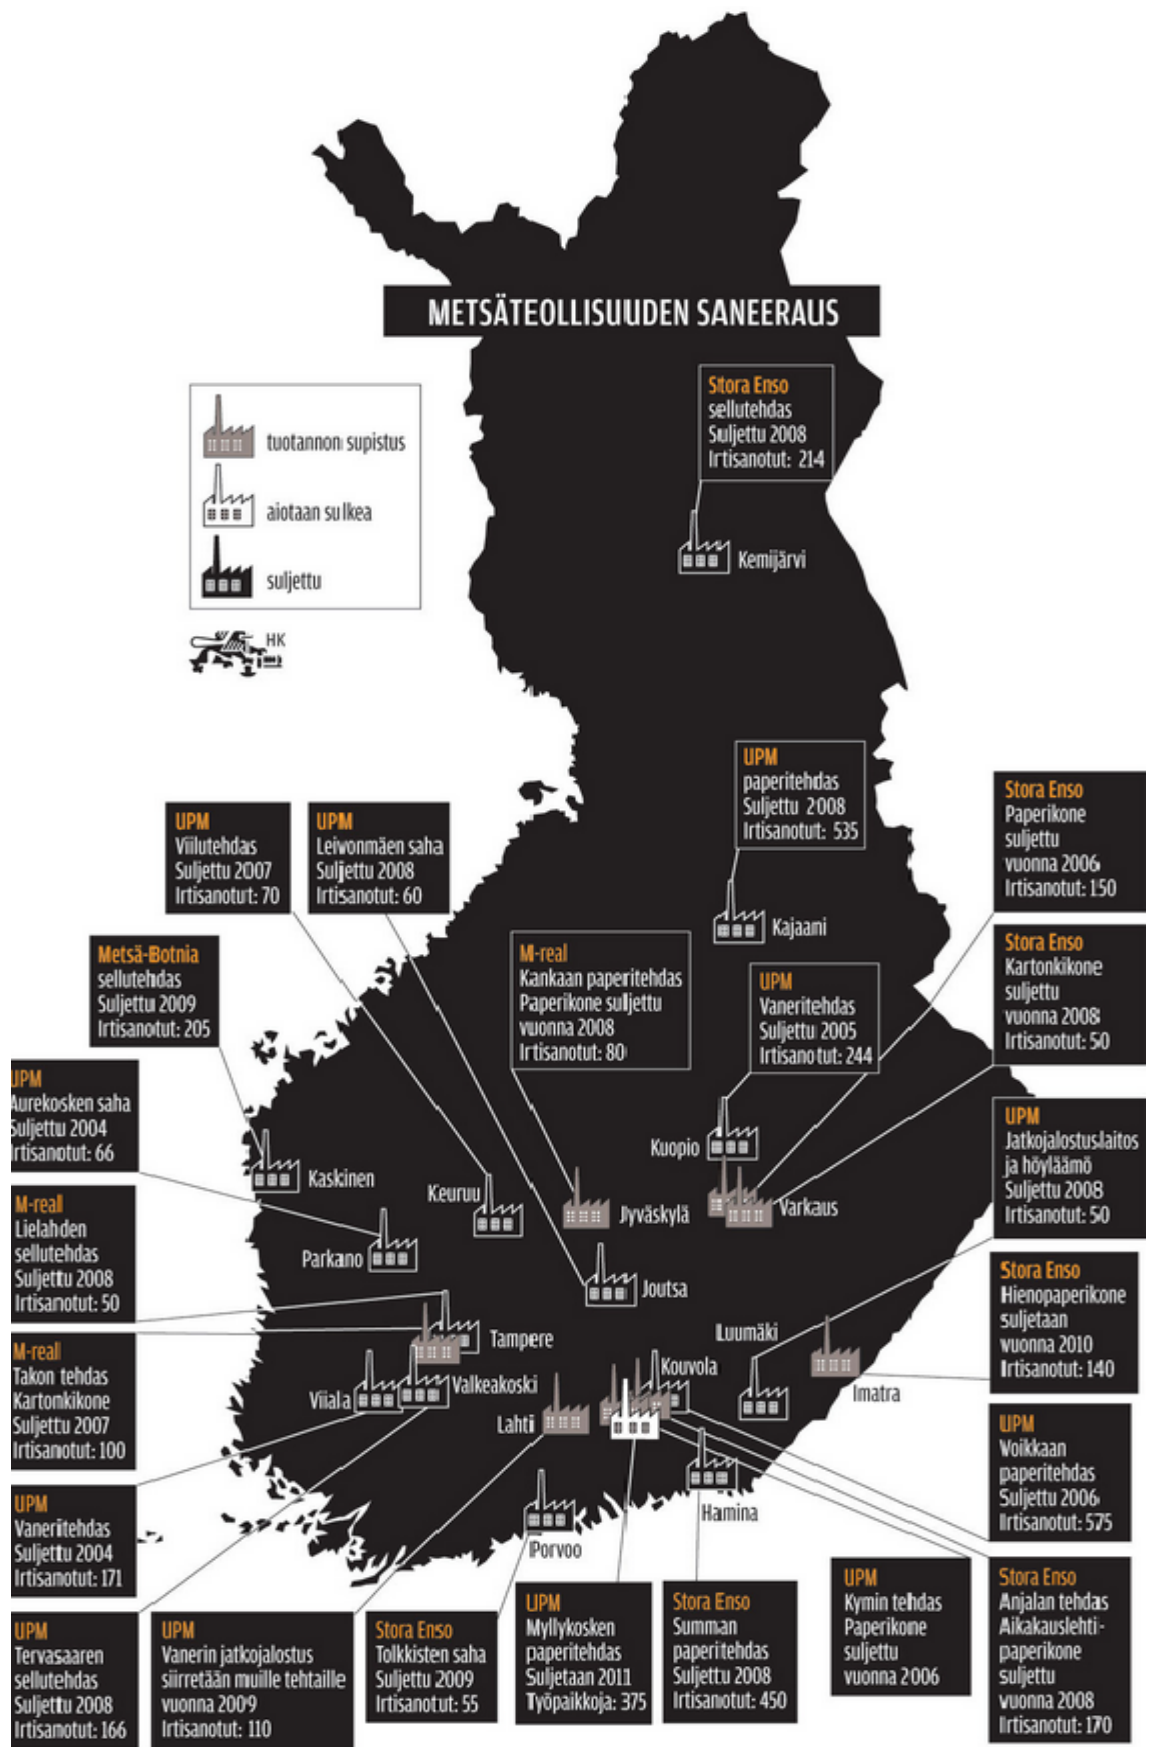 METSÄTEOLLISUUDEN SANEERAUS
tuotannon supistus
aiotaan sulkea
suljettu
HK
Stora Enso
sellutehdas
Suljettu 2008
Irtisanotut: 214
Kemijärvi
UPM
paperitehdas
Suljettu 2008
Irtisanotut: 535
Kajaani
Stora Enso
Paperikone
suljettu
vuonna 2006
Irtisanotut: 150
UPM
Viilutehdas
Suljettu 2007
Irtisanotut: 70
UPM
Leivonmäen saha
Suljettu 2008
Irtisanotut: 60
Metsä-Botnia
sellutehdas
Suljettu 2009
Irtisanotut: 205
M-real
Kankaan paperitehdas
Paperikone suljettu
vuonna 2008
Irtisanotut: 80
UPM
Vaneritehdas
Suljettu 2005
Irtisanotut: 244
Stora Enso
Kartonkikone
suljettu
vuonna 2008
Irtisanotut: 50
UPM
Aurekosken saha
Suljettu 2004
Irtisanotut: 66
UPM
Jatkojalostuslaitos
ja höyläämö
Suljettu 2008
Irtisanotut: 50
Kuopio
Kaskinen
Keuruu
Jyväskylä
Varkaus
M-real
Lielahden
sellutehdas
Suljettu 2008
Irtisanotut: 50
Parkano
Joutsa
Stora Enso
Hienopaperikone
suljetaan
vuonna 2010
Irtisanotut: 140
Luumäki
Tampere
M-real
Takon tehdas
Kartonkikone
Suljettu 2007
Irtisanotut: 100
Kouvola
Valkeakoski
Viiala
Imatra
Lahti
UPM
Voikkaan
paperitehdas
Suljettu 2006
Irtisanotut: 575
UPM
Vaneritehdas
Suljettu 2004
Irtisanotut: 171
Hamina
Porvoo
UPM
Tervasaaren
sellutehdas
Suljettu 2008
Irtisanotut: 166
UPM
Vanerin jatkojalostus
siirretään muille tehtaille
vuonna 2009
Irtisanotut: 110
Stora Enso
Tolkkisten saha
Suljettu 2009
Irtisanotut: 55
UPM
Myllykosken
paperitehdas
Suljetaan 2011
Työpaikkoja: 375
Stora Enso
Summan
paperitehdas
Suljettu 2008
Irtisanotut: 450
UPM
Kymin tehdas
Paperikone
suljettu
vuonna 2006
Stora Enso
Anjalan tehdas
Aikakauslehti-
paperikone
suljettu
vuonna 2008
Irtisanotut: 170